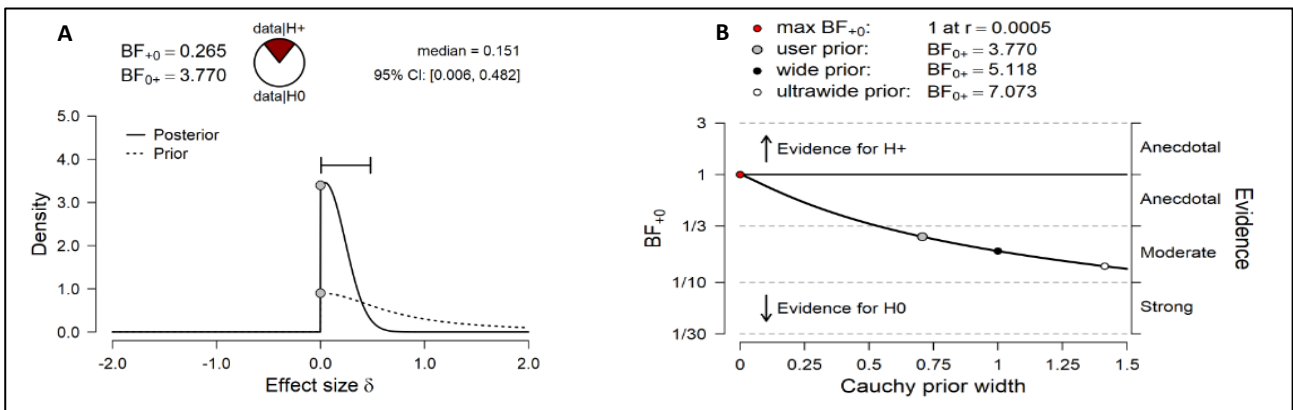 A
data|H+
BF+0 = 0.265
BF0+ = 3.770
data|H0
median = 0.151
95% CI: [0.006, 0.482]
5.0
4.0
3.0
2.0
1.0
0.0
Density
Posterior
Prior
-2.0 -1.0 0.0 1.0 2.0
Effect size δ
B
max BF+0: 1 at r = 0.0005
user prior: BF0+ = 3.770
wide prior: BF0+ = 5.118
ultrawide prior: BF0+ = 7.073
3
1
1/3
1/10
1/30
BF+0
Evidence for H+
Evidence for H0
Anecdotal
Anecdotal
Moderate
Strong
Evidence
0 0.25 0.5 0.75 1 1.25 1.5
Cauchy prior width